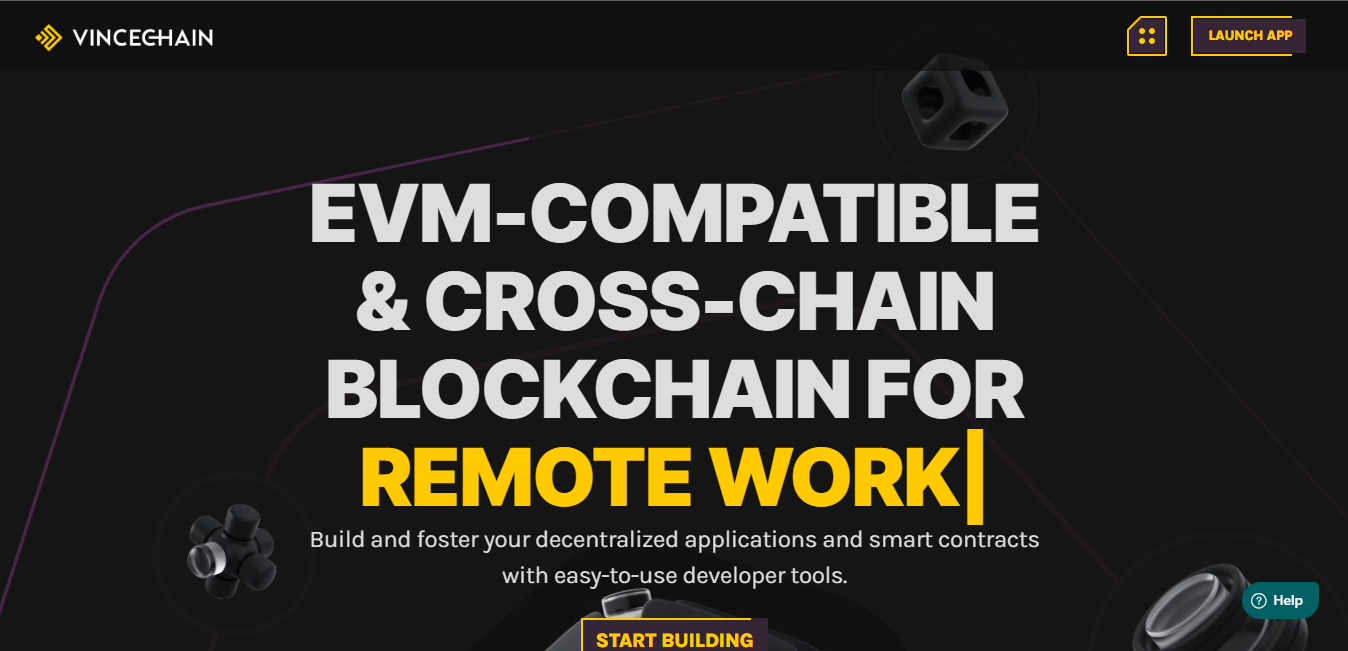 VINCECHAIN
LAUNCH APP
EVM-COMPATIBLE
& CROSS-CHAIN
BLOCKCHAIN FOR
REMOTE WORK
Build and foster your decentralized applications and smart contracts
with easy-to-use developer tools.
START BUILDING
? Help